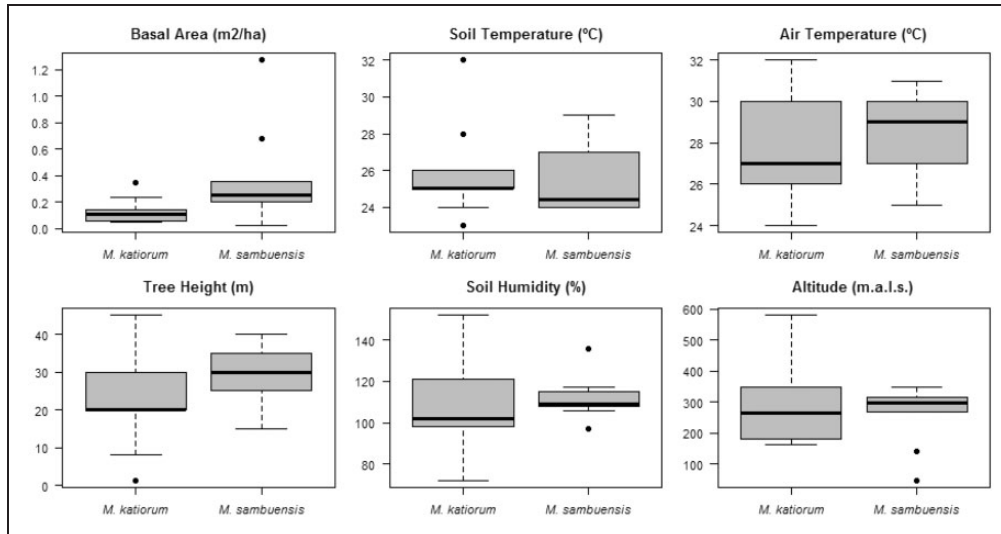 Basal Area (m2/ha)
1.2
1.0
0.8
0.6
0.4
0.2
0.0
M. katiorum
M. sambuensis
Soil Temperature (ºC)
32
30
28
26
24
M. katiorum
M. sambuensis
Air Temperature (ºC)
32
30
28
26
24
M. katiorum
M. sambuensis
Tree Height (m)
40
30
20
10
0
M. katiorum
M. sambuensis
Soil Humidity (%)
140
120
100
80
M. katiorum
M. sambuensis
Altitude (m.a.l.s.)
600
500
400
300
200
100
M. katiorum
M. sambuensis